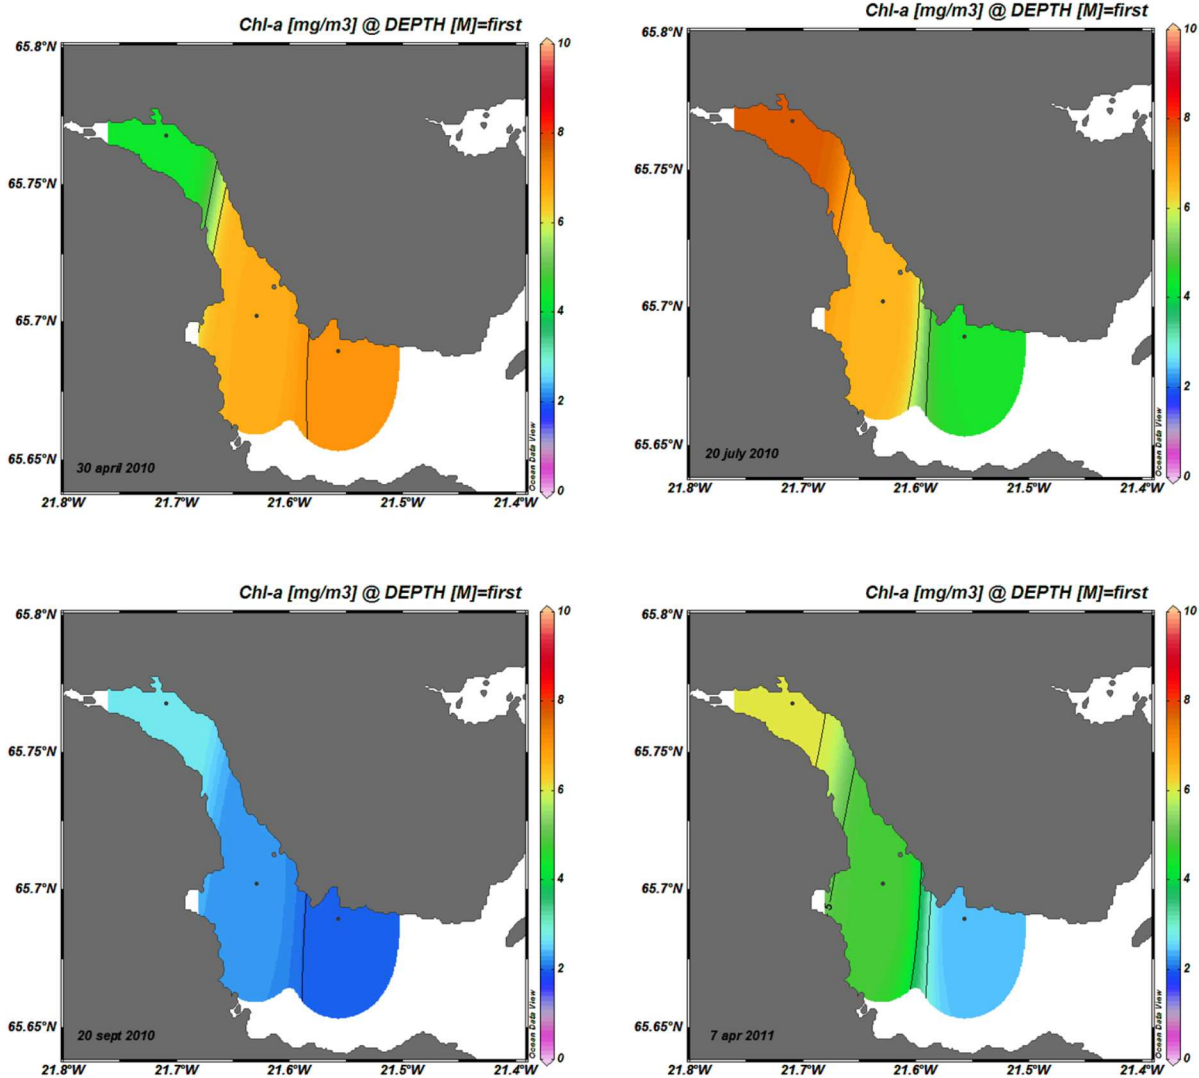 Chl-a [mg/m3] @ DEPTH [M]=first
65.8°N
65.75°N
65.7°N
65.65°N
21.8°W 21.7°W 21.6°W 21.5°W 21.4°W
10
8
6
4
2
0
Ocean Data View
30 april 2010
Chl-a [mg/m3] @ DEPTH [M]=first
65.8°N
65.75°N
65.7°N
65.65°N
21.8°W 21.7°W 21.6°W 21.5°W 21.4°W
10
8
6
4
2
0
Ocean Data View
20 july 2010
Chl-a [mg/m3] @ DEPTH [M]=first
65.8°N
65.75°N
65.7°N
65.65°N
21.8°W 21.7°W 21.6°W 21.5°W 21.4°W
10
8
6
4
2
0
Ocean Data View
20 sept 2010
Chl-a [mg/m3] @ DEPTH [M]=first
65.8°N
65.75°N
65.7°N
65.65°N
21.8°W 21.7°W 21.6°W 21.5°W 21.4°W
10
8
6
4
2
0
Ocean Data View
5
7 apr 2011